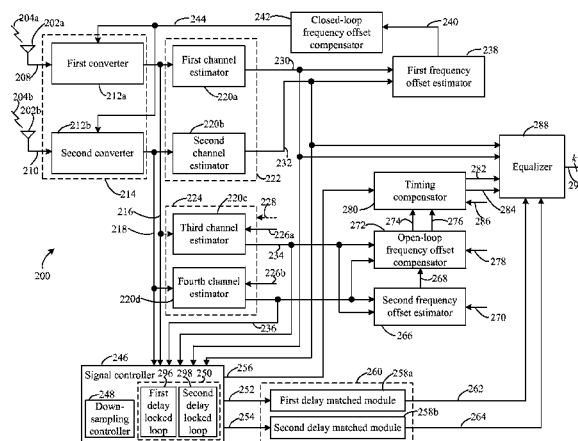 204a
202a
244
242
Closed-loop
frequency offset
compensator
240
230
238
208
First converter
212a
First channel
estimator
220a
First frequency
offset estimator
204b
202b
212b
220b
288
210
Second converter
Second
channel
estimator
232
222
Equalizer
214
282
216
224
220c
228
Timing
compensator
284
218
Third channel
estimator
226a
234
280
274
276
286
272
Open-loop
frequency offset
compensator
278
200
226b
Fourth channel
estimator
220d
268
236
Second frequency
offset estimator
270
266
246
256
260
258a
Signal controller
296
298
250
252
First delay matched module
262
248
Down-
sampling
controller
First
delay
locked
loop
Second
delay
locked
loop
258b
254
Second delay matched module
264